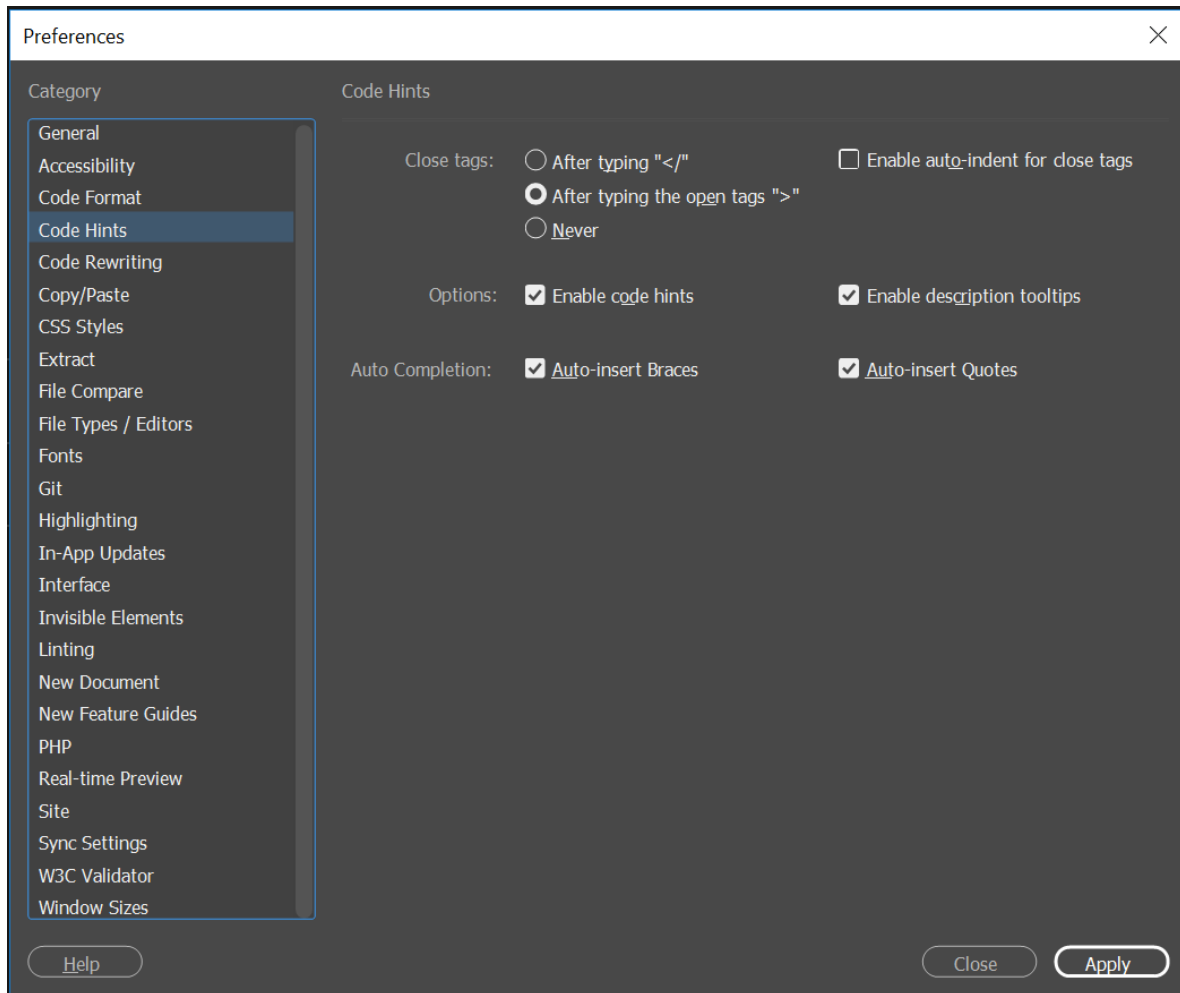 Preferences
Category
General
Accessibility
Code Format
Code Hints
Code Rewriting
Copy/Paste
CSS Styles
Extract
File Compare
File Types / Editors
Fonts
Git
Highlighting
In-App Updates
Interface
Invisible Elements
Linting
New Document
New Feature Guides
PHP
Real-time Preview
Site
Sync Settings
W3C Validator
Window Sizes
Code Hints
Close tags: After typing "</" Enable auto-indent for close tags
After typing the open tags ">"
Never
Options: Enable code hints Enable description tooltips
Auto Completion: Auto-insert Braces Auto-insert Quotes
Help Close Apply